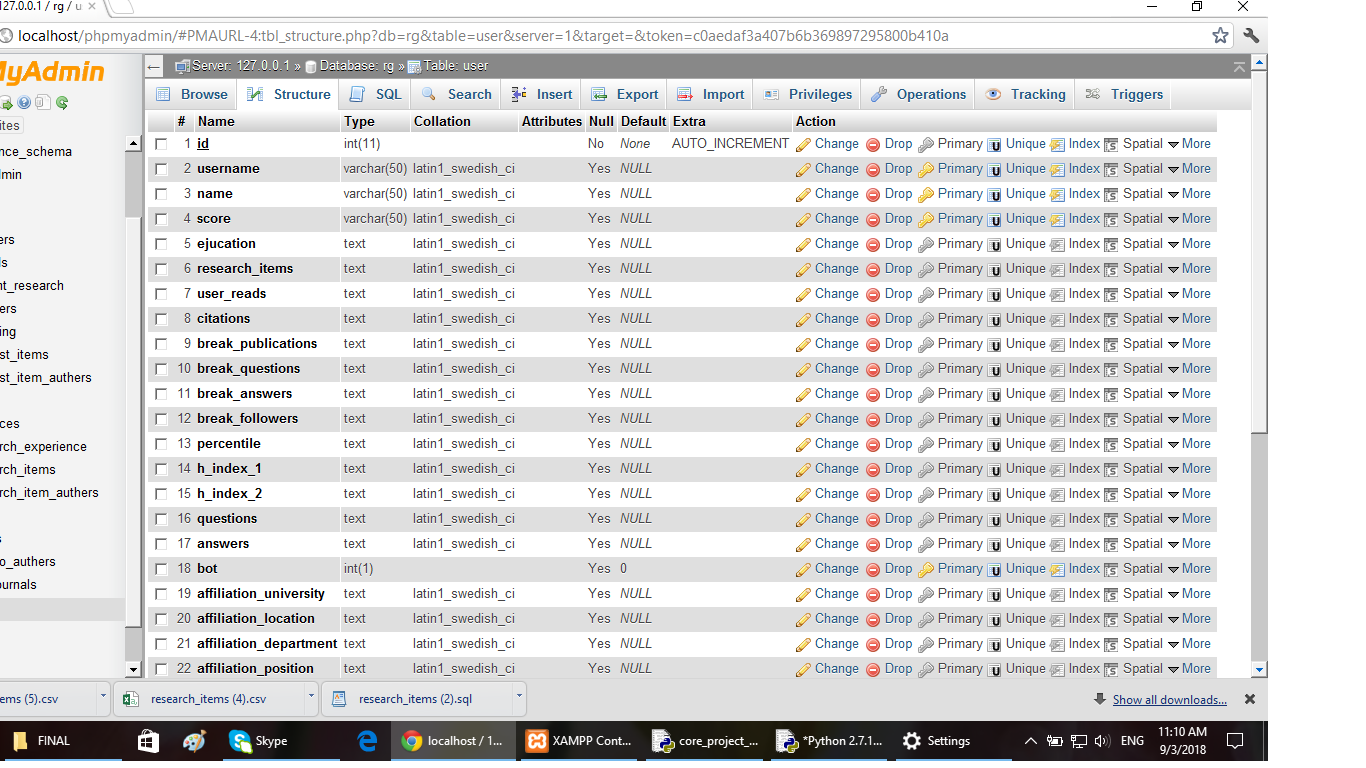 127.0.0.1 / rg / u
localhost/phpmyadmin/#PMAURL-4:tbl_structure.php?db=rg&table=user&server=1&target=&token=c0aedaf3a407b6b369897295800b410a
MyAdmin
Server: 127.0.0.1 » Database: rg » Table: user
Browse Structure SQL Search Insert Export Import Privileges Operations Tracking Triggers
# Name Type Collation Attributes Null Default Extra Action
1 id int(11) No None AUTO_INCREMENT Change Drop Primary Unique Index Spatial More
2 username varchar(50) latin1_swedish_ci Yes NULL Change Drop Primary Unique Index Spatial More
3 name varchar(50) latin1_swedish_ci Yes NULL Change Drop Primary Unique Index Spatial More
4 score varchar(50) latin1_swedish_ci Yes NULL Change Drop Primary Unique Index Spatial More
5 ejucation text latin1_swedish_ci Yes NULL Change Drop Primary Unique Index Spatial More
6 research_items text latin1_swedish_ci Yes NULL Change Drop Primary Unique Index Spatial More
7 user_reads text latin1_swedish_ci Yes NULL Change Drop Primary Unique Index Spatial More
8 citations text latin1_swedish_ci Yes NULL Change Drop Primary Unique Index Spatial More
9 break_publications text latin1_swedish_ci Yes NULL Change Drop Primary Unique Index Spatial More
10 break_questions text latin1_swedish_ci Yes NULL Change Drop Primary Unique Index Spatial More
11 break_answers text latin1_swedish_ci Yes NULL Change Drop Primary Unique Index Spatial More
12 break_followers text latin1_swedish_ci Yes NULL Change Drop Primary Unique Index Spatial More
13 percentile text latin1_swedish_ci Yes NULL Change Drop Primary Unique Index Spatial More
14 h_index_1 text latin1_swedish_ci Yes NULL Change Drop Primary Unique Index Spatial More
15 h_index_2 text latin1_swedish_ci Yes NULL Change Drop Primary Unique Index Spatial More
16 questions text latin1_swedish_ci Yes NULL Change Drop Primary Unique Index Spatial More
17 answers text latin1_swedish_ci Yes NULL Change Drop Primary Unique Index Spatial More
18 bot int(1) Yes 0 Change Drop Primary Unique Index Spatial More
19 affiliation_university text latin1_swedish_ci Yes NULL Change Drop Primary Unique Index Spatial More
20 affiliation_location text latin1_swedish_ci Yes NULL Change Drop Primary Unique Index Spatial More
21 affiliation_department text latin1_swedish_ci Yes NULL Change Drop Primary Unique Index Spatial More
22 affiliation_position text latin1_swedish_ci Yes NULL Change Drop Primary Unique Index Spatial More
ites
nce_schema
dmin
ers
ls
nt_research
ers
ing
st_items
st_item_authers
ces
rch_experience
rch_items
rch_item_authers
s
o_authers
ournals
ems (5).csv research_items (4).csv research_items (2).sql Show all downloads...
FINAL Skype localhost / 1... XAMPP Cont... core_project_... *Python 2.7.1... Settings ENG 11:10 AM
9/3/2018